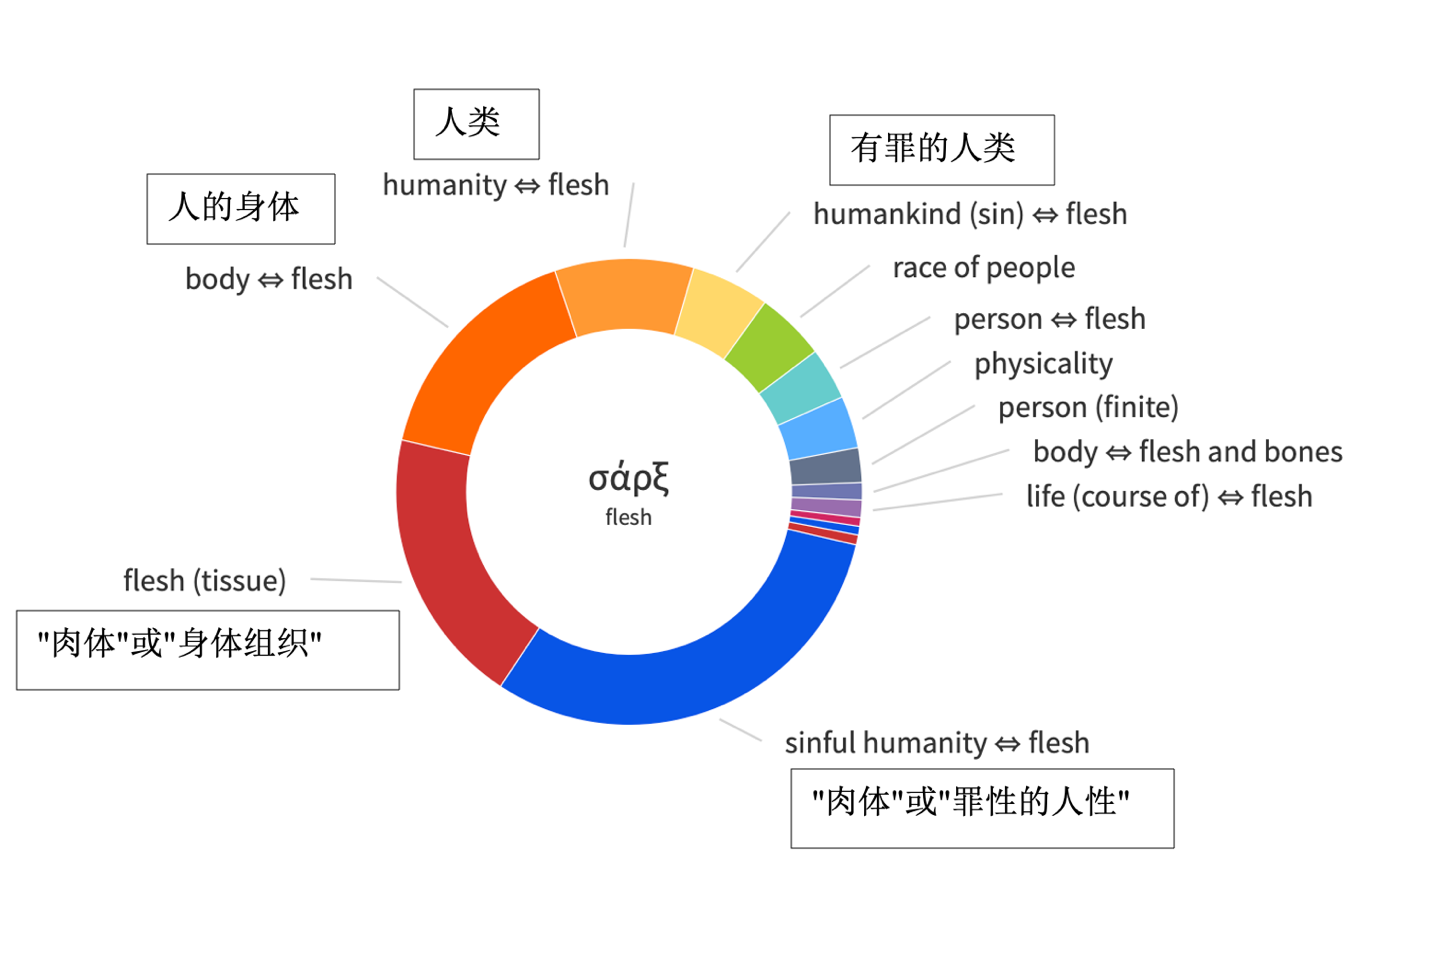 人类
有罪的人类
humanity ⇔ flesh
人的身体
humankind (sin) ⇔ flesh
body ⇔ flesh
race of people
person ⇔ flesh
physicality
person (finite)
body ⇔ flesh and bones
life (course of) ⇔ flesh
σάρξ
flesh
flesh (tissue)
"肉体"或"身体组织"
sinful humanity ⇔ flesh
"肉体"或"罪性的人性"